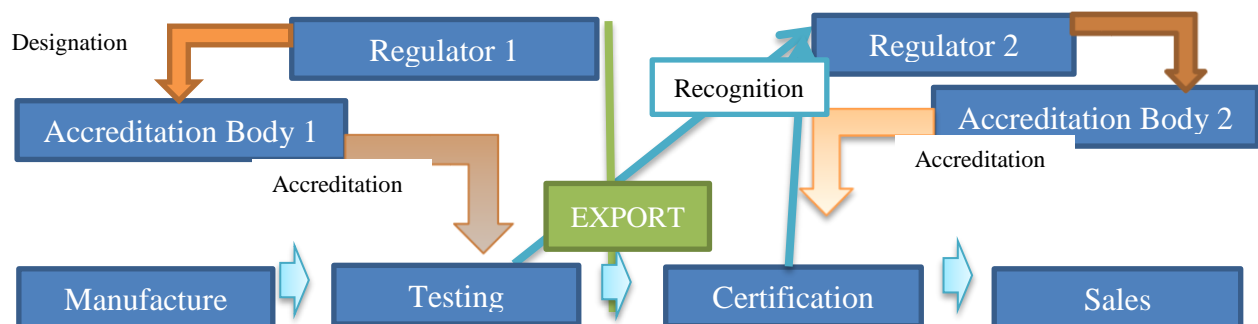 Designation
Regulator 1
Regulator 2
Recognition
Accreditation Body 1
Accreditation Body 2
Accreditation
Accreditation
EXPORT
Manufacture
Testing
Certification
Sales